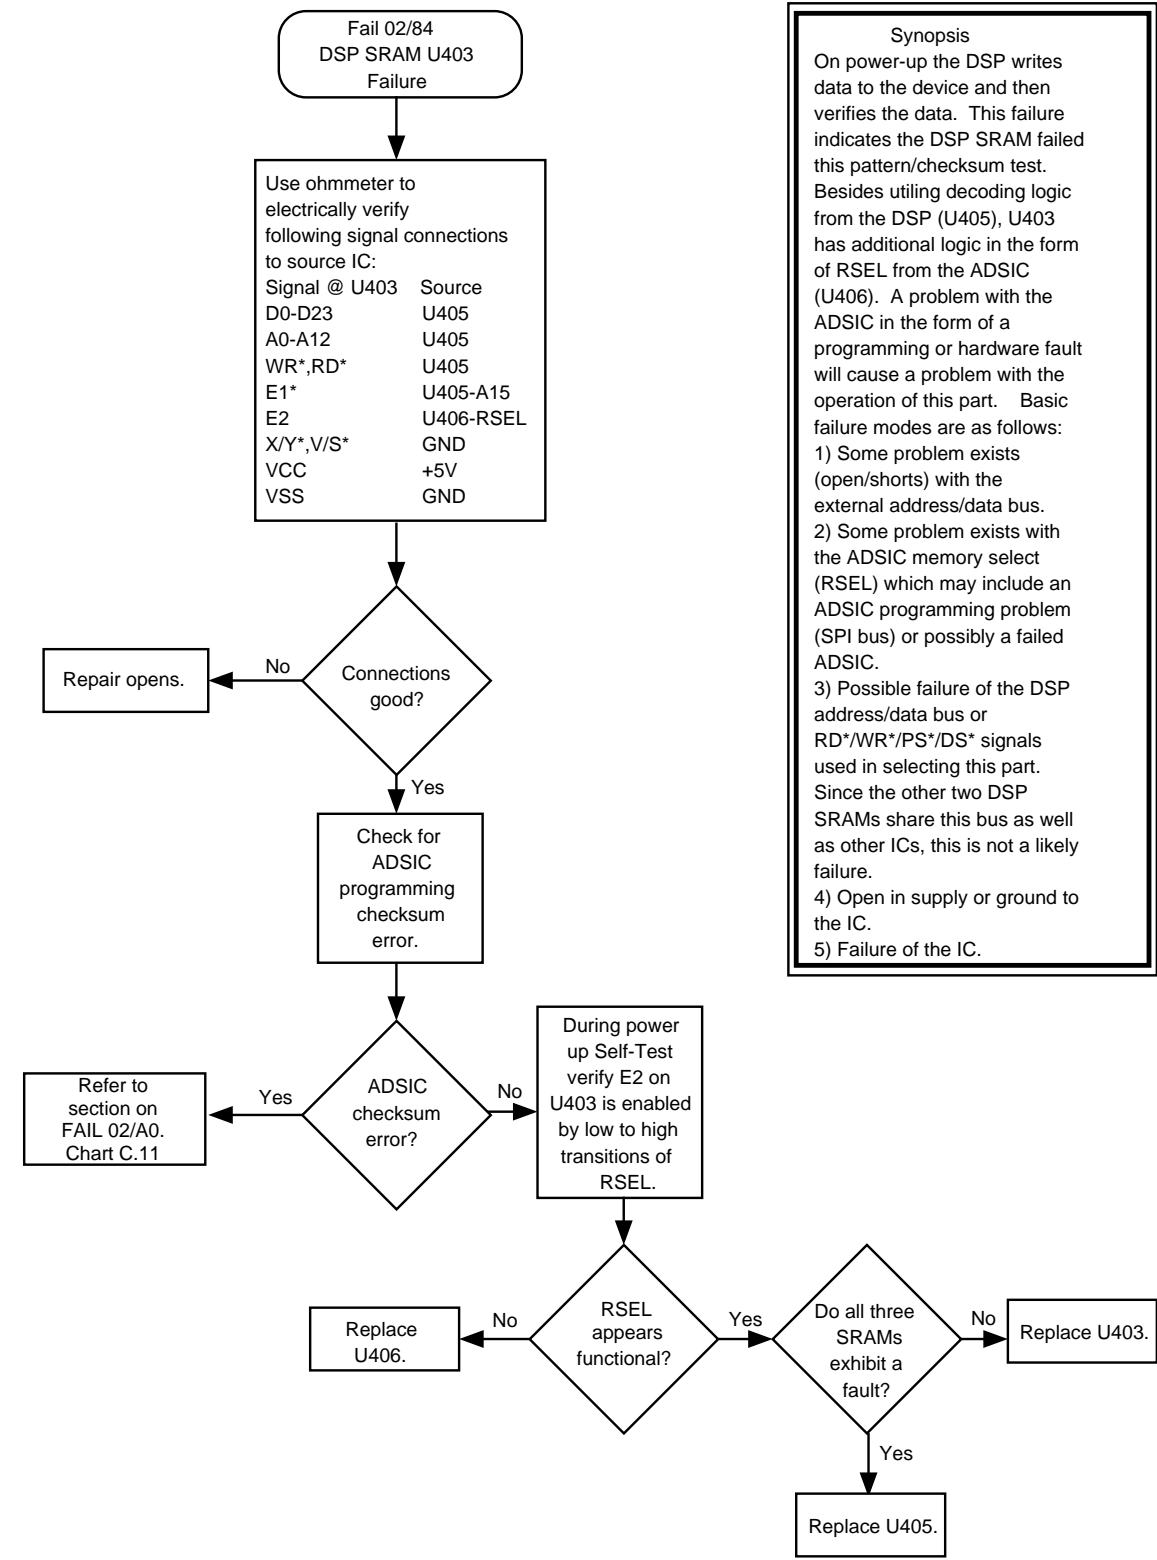 Fail 02/84
DSP SRAM U403
Failure
Use ohmmeter to
electrically verify
following signal connections
to source IC:
Signal @ U403 Source
D0-D23 U405
A0-A12 U405
WR*,RD* U405
E1* U405-A15
E2 U406-RSEL
X/Y*,V/S* GND
VCC +5V
VSS GND
Connections
good?
No
Repair opens.
Yes
Check for
ADSIC
programming
checksum
error.
ADSIC
checksum
error?
Yes
Refer to
section on
FAIL 02/A0.
Chart C.11
No
During power
up Self-Test
verify E2 on
U403 is enabled
by low to high
transitions of
RSEL.
RSEL
appears
functional?
No
Replace
U406.
Yes
Do all three
SRAMs
exhibit a
fault?
No
Replace U403.
Yes
Replace U405.
Synopsis
On power-up the DSP writes
data to the device and then
verifies the data. This failure
indicates the DSP SRAM failed
this pattern/checksum test.
Besides utiling decoding logic
from the DSP (U405), U403
has additional logic in the form
of RSEL from the ADSIC
(U406). A problem with the
ADSIC in the form of a
programming or hardware fault
will cause a problem with the
operation of this part. Basic
failure modes are as follows:
1) Some problem exists
(open/shorts) with the
external address/data bus.
2) Some problem exists with
the ADSIC memory select
(RSEL) which may include an
ADSIC programming problem
(SPI bus) or possibly a failed
ADSIC.
3) Possible failure of the DSP
address/data bus or
RD*/WR*/PS*/DS* signals
used in selecting this part.
Since the other two DSP
SRAMs share this bus as well
as other ICs, this is not a likely
failure.
4) Open in supply or ground to
the IC.
5) Failure of the IC.